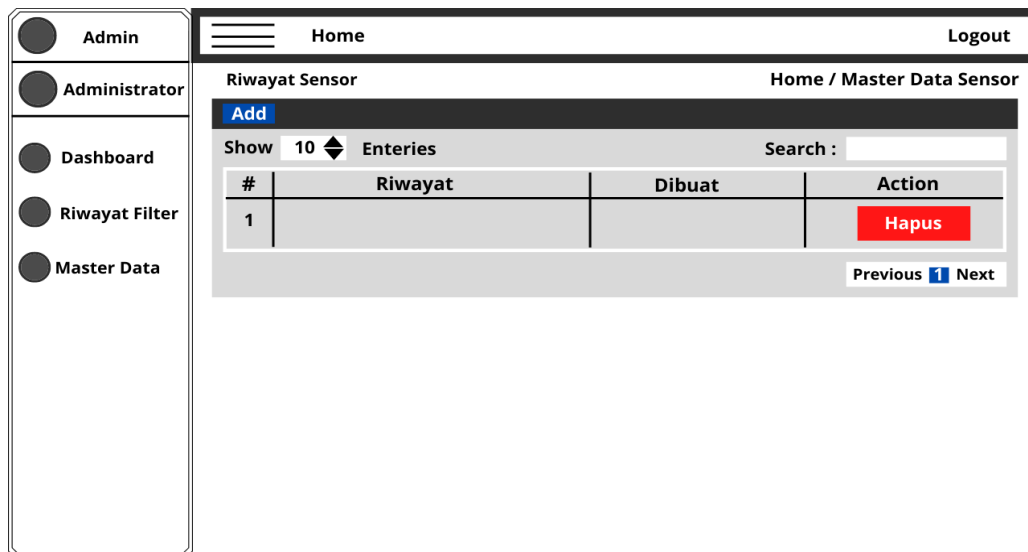 Admin
Administrator
Dashboard
Riwayat Filter
Master Data
Home Logout
Riwayat Sensor Home / Master Data Sensor
Add
Show 10 Enteries Search :
# Riwayat Dibuat Action
1 Hapus
Previous 1 Next